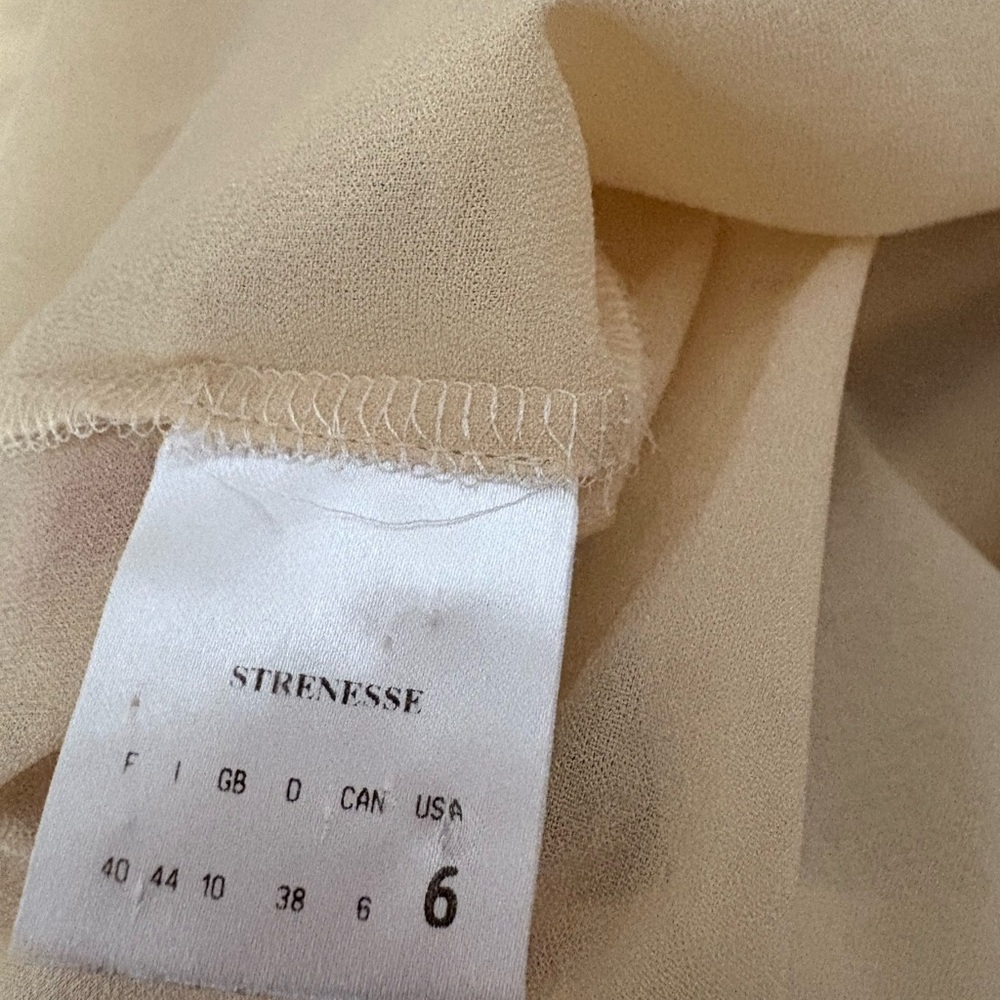 STRENESSE
F I GB D CAN USA
40 44 10 38 6 6